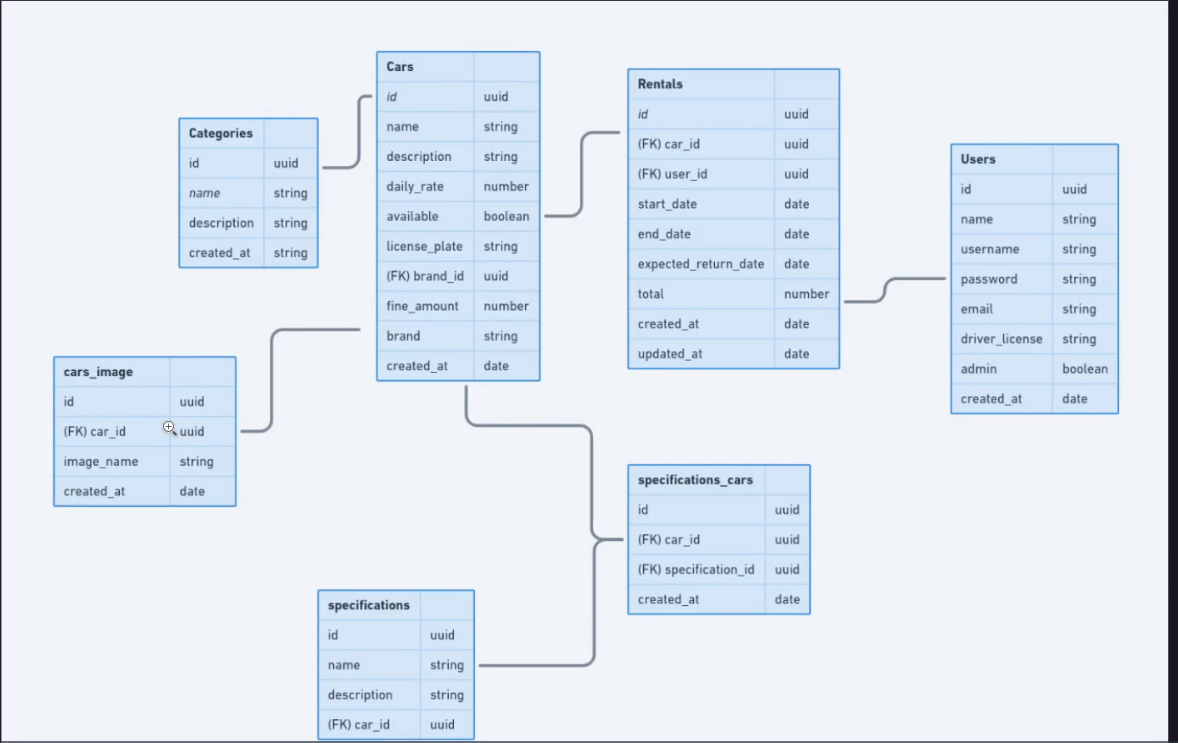 Categories
id uuid
name string
description string
created_at string
Cars
id uuid
name string
description string
daily_rate number
available boolean
license_plate string
(FK) brand_id uuid
fine_amount number
brand string
created_at date
Rentals
id uuid
(FK) car_id uuid
(FK) user_id uuid
start_date date
end_date date
expected_return_date date
total number
created_at date
updated_at date
Users
id uuid
name string
username string
password string
email string
driver_license string
admin boolean
created_at date
cars_image
id uuid
(FK) car_id uuid
image_name string
created_at date
specifications_cars
id uuid
(FK) car_id uuid
(FK) specification_id uuid
created_at date
specifications
id uuid
name string
description string
(FK) car_id uuid